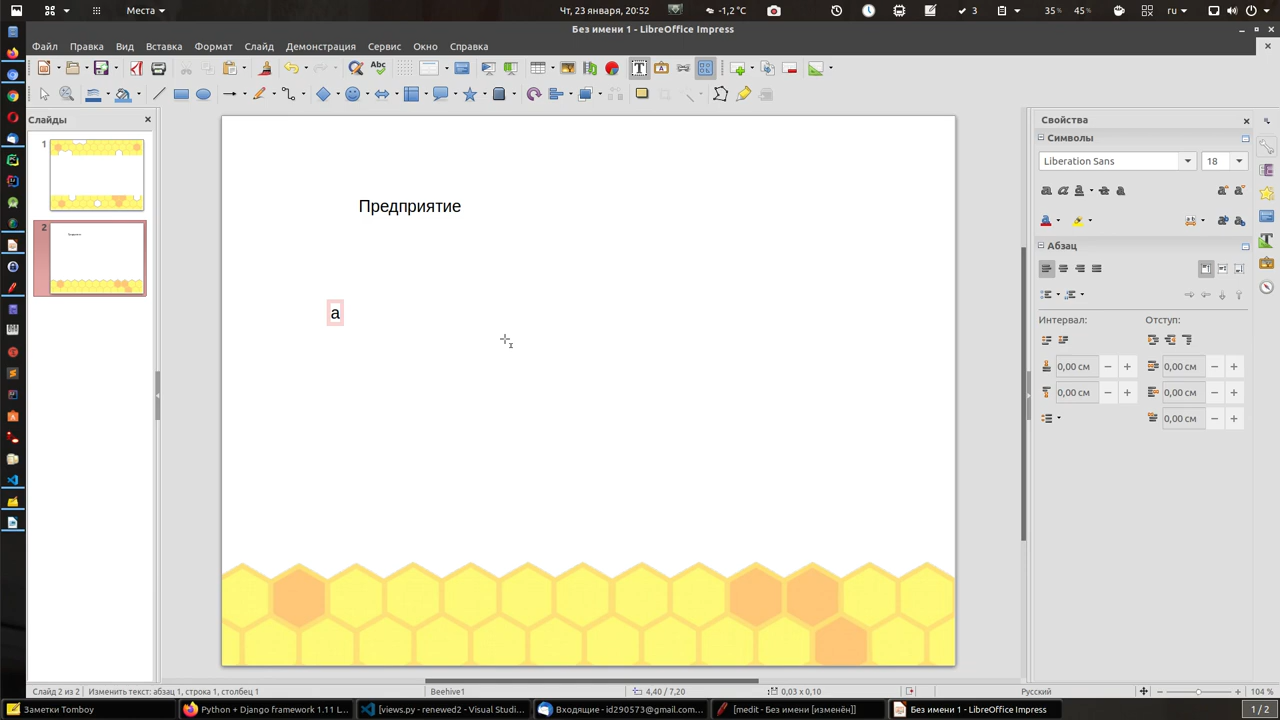 Места
Чт, 23 января, 20:52
-1,2 °C
3
35%
45%
ru
Без имени 1 - LibreOffice Impress
Файл Правка Вид Вставка Формат Слайд Демонстрация Сервис Окно Справка
Слайды
1
2
Предприятие
а
Свойства
Символы
Liberation Sans
18
Абзац
Интервал:
Отступ:
0,00 см
0,00 см
0,00 см
0,00 см
0,00 см
Слайд 2 из 2
Изменить текст: абзац 1, строка 1, столбец 1
Beehive1
4,40 / 7,20
0,03 x 0,10
Русский
104 %
Заметки Tomboy
Python + Django framework 1.11 L...
[views.py - renewed2 - Visual Studi...
Входящие - id290573@gmail.com...
[medit - Без имени [изменён]]
Без имени 1 - LibreOffice Impress
1 / 2